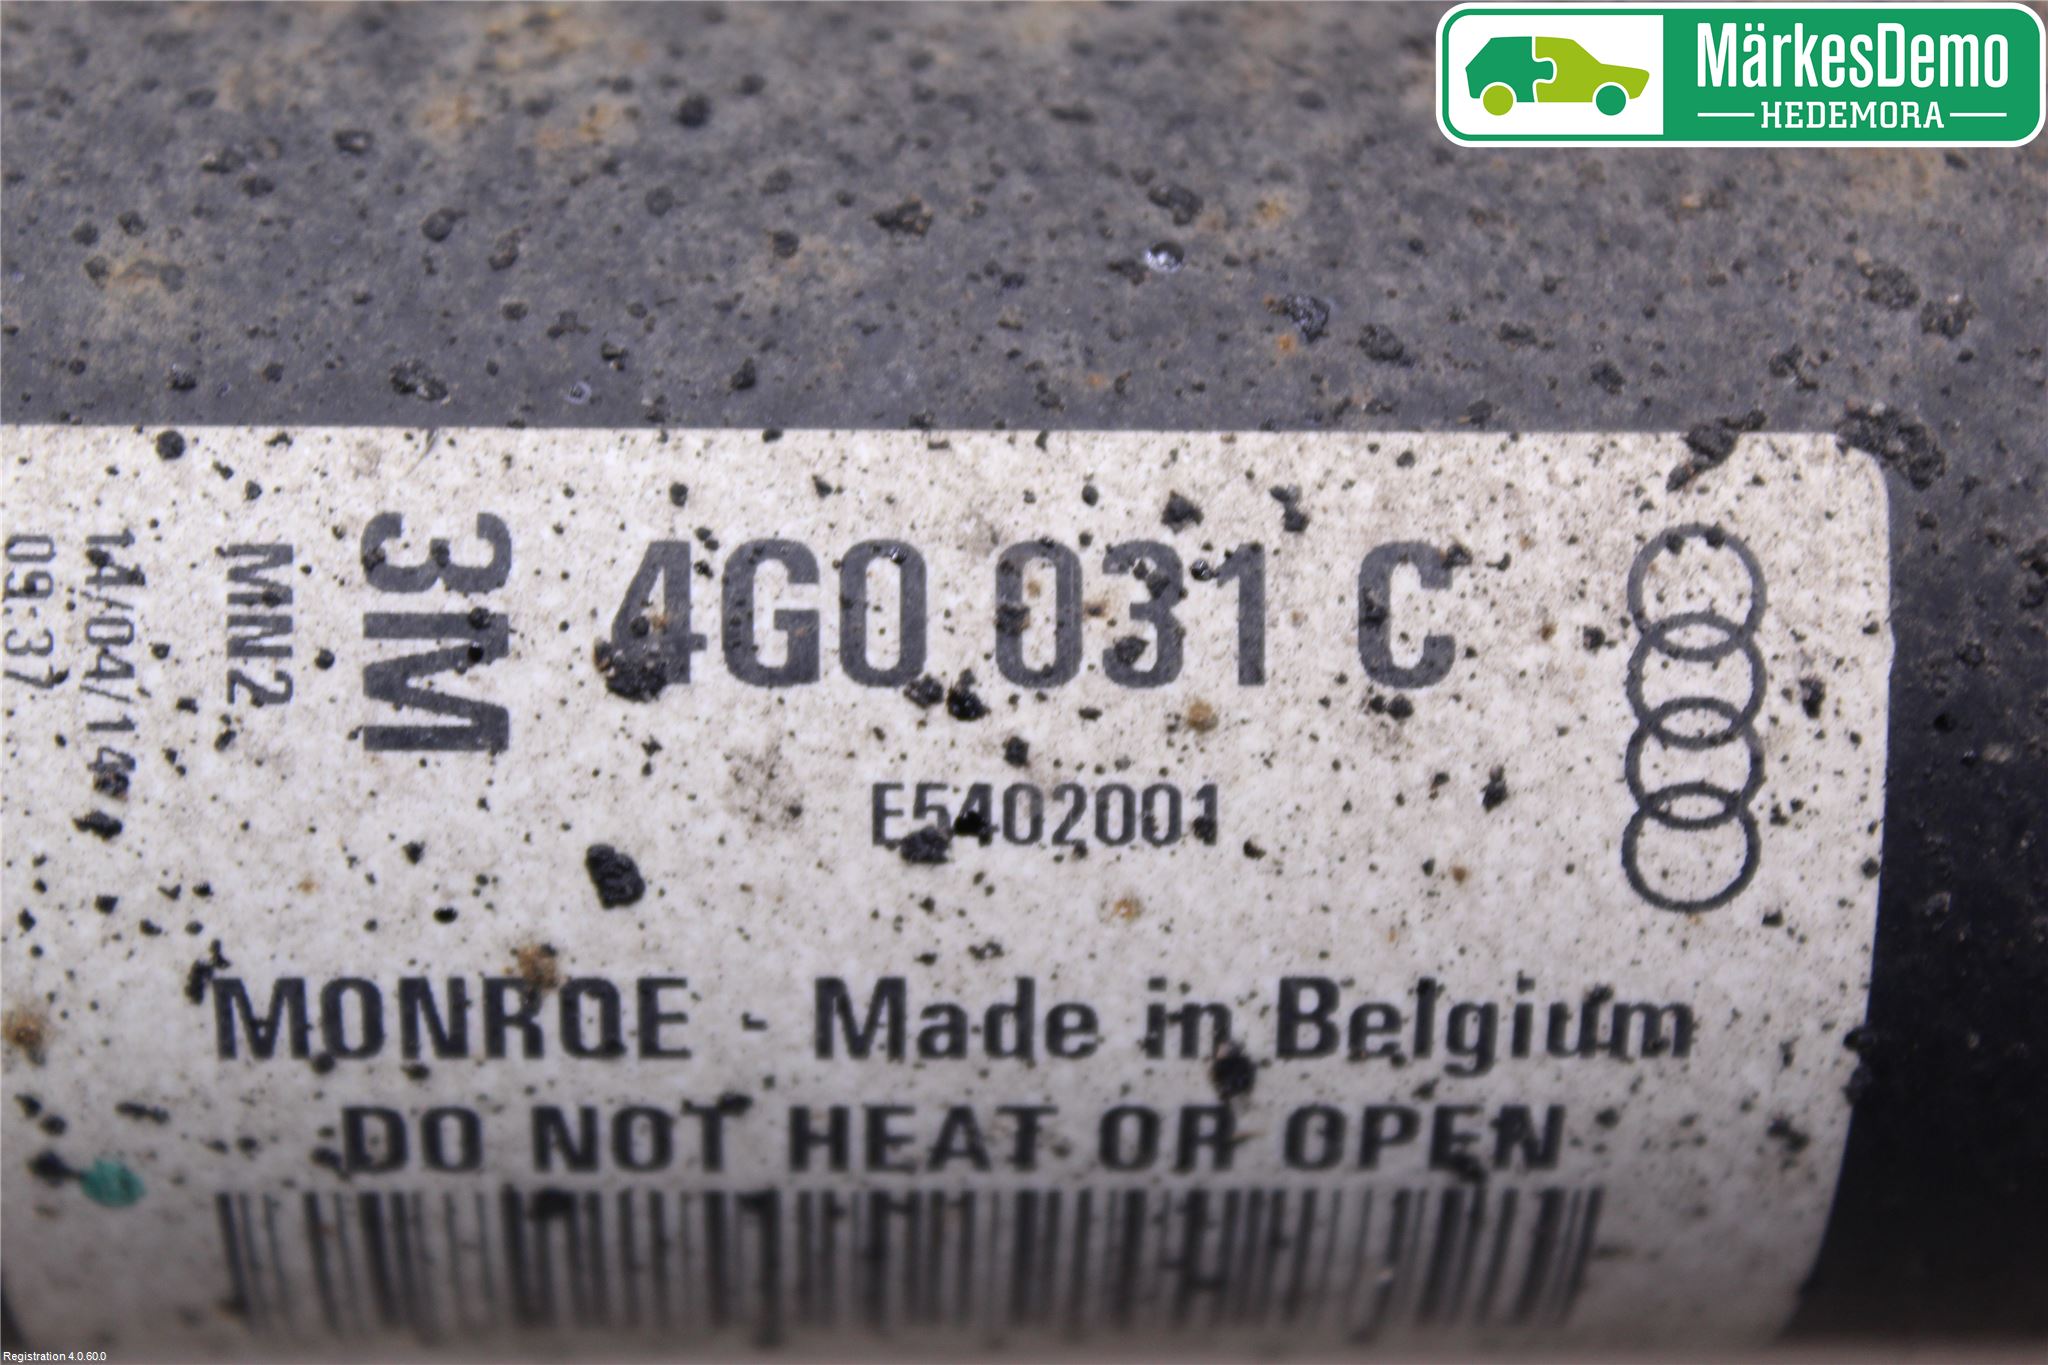 MärkesDemo
HEDEMORA
4G0 031 C
3M
MN2
14/04/14
09:37
E5402001
MONROE - Made in Belgium
DO NOT HEAT OR OPEN
Registration 4.0.60.0